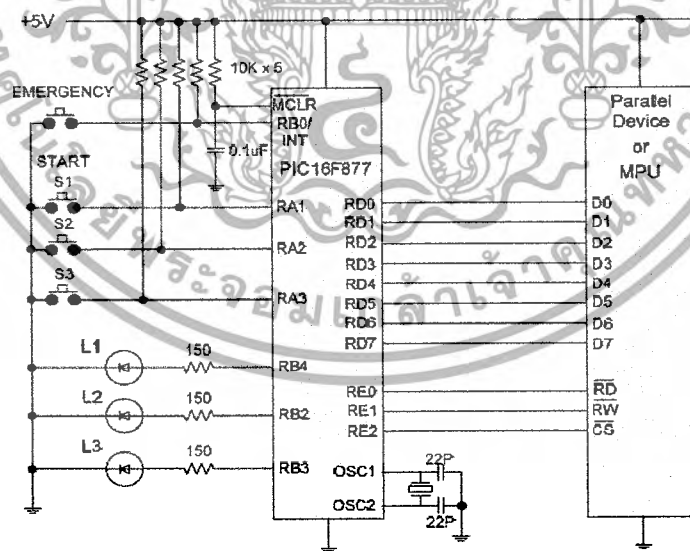 +5V
10K x 5
EMERGENCY
MCLR
RB0/
INT
0.1uF
PIC16F877
Parallel
Device
or
MPU
START
S1
RA1
S2
RA2
S3
RA3
RD0
RD1
RD2
RD3
RD4
RD5
RD6
RD7
D0
D1
D2
D3
D4
D5
D6
D7
L1
150
RB4
L2
150
RB2
L3
150
RB3
RE0
RE1
RE2
RD
RW
CS
OSC1
22P
OSC2
22P